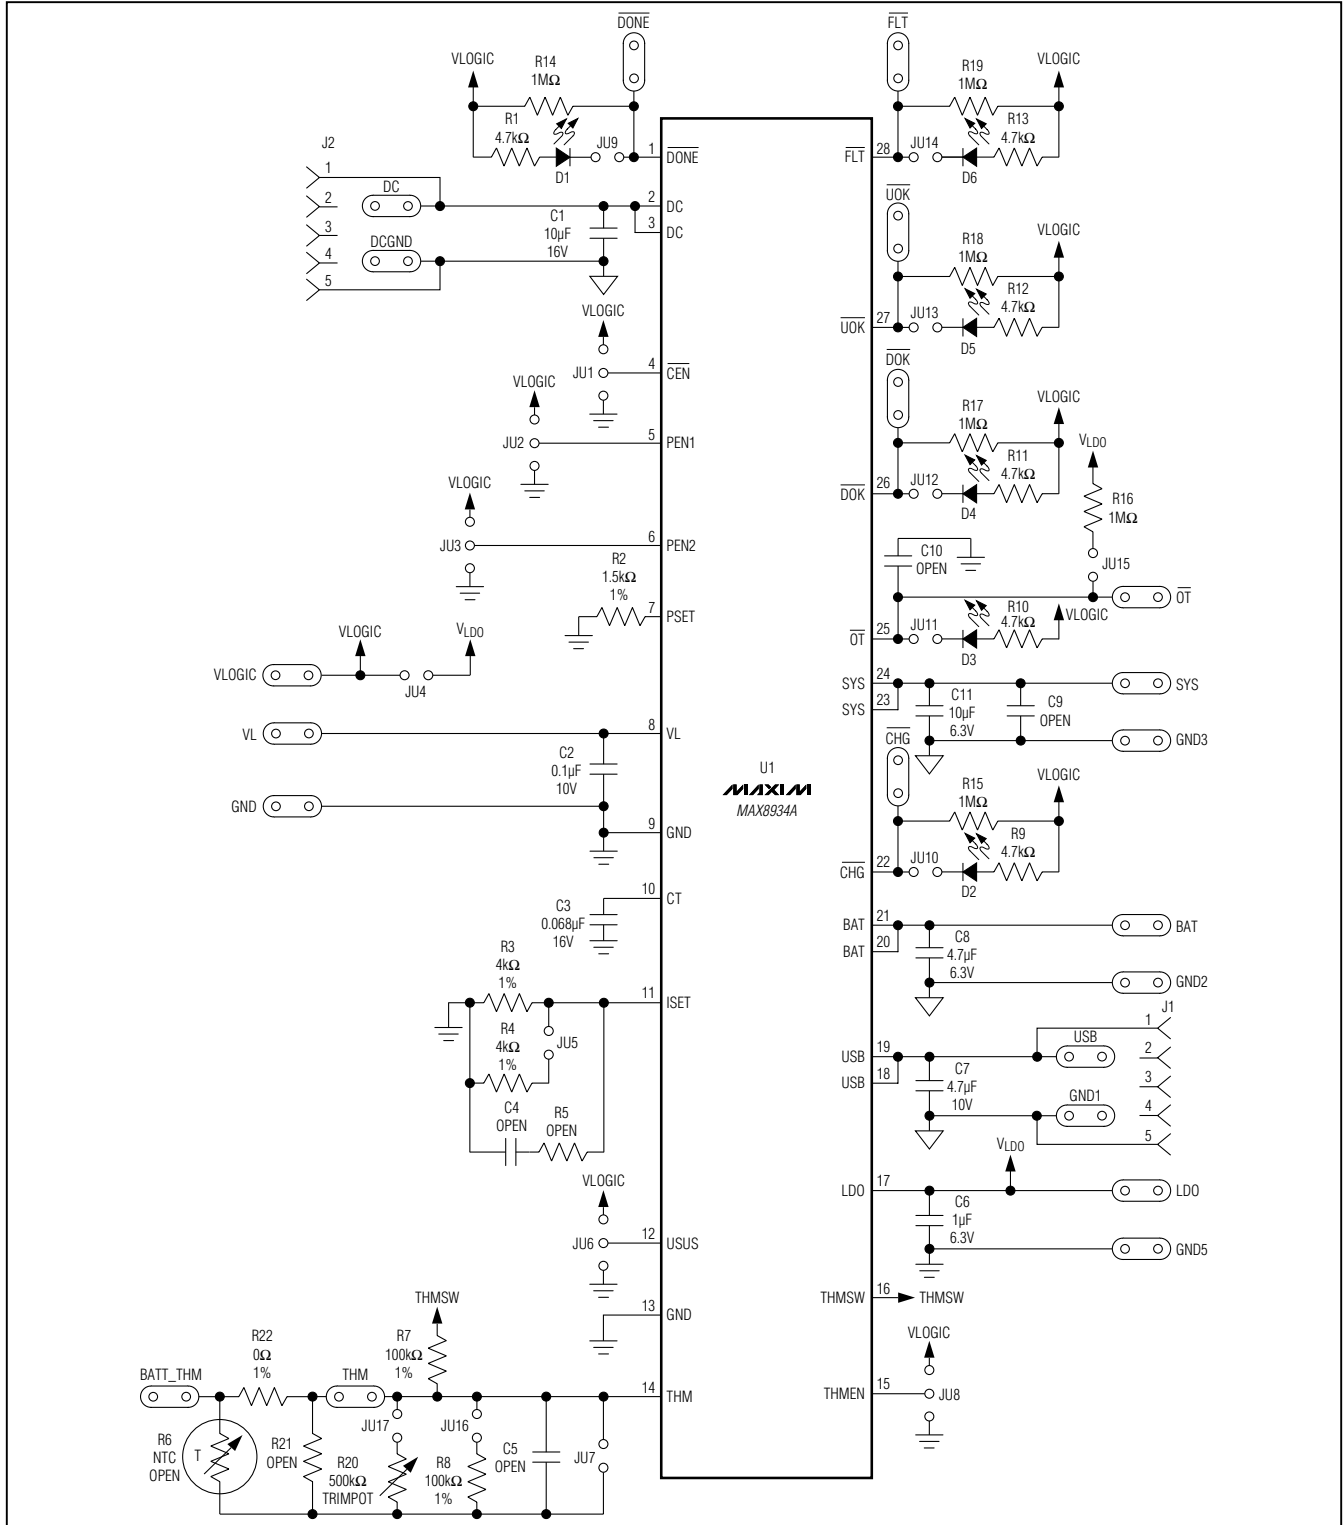 DONE
FLT
VLOGIC
R14
1MΩ
R1
4.7kΩ
JU9
D1
1
DONE
R19
1MΩ
VLOGIC
R13
4.7kΩ
FLT
28
JU14
D6
J2
1
2
3
4
5
DC
DCGND
C1
10µF
16V
2
DC
3
DC
UOK
R18
1MΩ
VLOGIC
R12
4.7kΩ
UOK
27
JU13
D5
VLOGIC
JU1
4
CEN
VLOGIC
JU2
5
PEN1
DOK
R17
1MΩ
VLOGIC
R11
4.7kΩ
DOK
26
JU12
D4
VLDO
R16
1MΩ
JU15
VLOGIC
JU3
6
PEN2
R2
1.5kΩ
1%
7
PSET
C10
OPEN
OT
R10
4.7kΩ
VLOGIC
OT
25
JU11
D3
VLOGIC
VLOGIC
JU4
VLDO
SYS
24
SYS
23
C11
10µF
6.3V
C9
OPEN
SYS
GND3
VL
8
VL
C2
0.1µF
10V
GND
9
GND
U1
MAXIM
MAX8934A
CHG
R15
1MΩ
VLOGIC
R9
4.7kΩ
CHG
22
JU10
D2
10
CT
C3
0.068µF
16V
BAT
21
BAT
20
C8
4.7µF
6.3V
BAT
GND2
R3
4kΩ
1%
11
ISET
R4
4kΩ
1%
JU5
C4
OPEN
R5
OPEN
J1
1
2
3
4
5
USB
GND1
USB
19
USB
18
C7
4.7µF
10V
VLDO
LDO
17
C6
1µF
6.3V
LDO
GND5
VLOGIC
JU6
12
USUS
13
GND
THMSW
16
THMSW
THMSW
R7
100kΩ
1%
VLOGIC
THMEN
15
JU8
BATT_THM
R22
0Ω
1%
THM
14
THM
R6
NTC
OPEN
T
R21
OPEN
JU17
R20
500kΩ
TRIMPOT
JU16
R8
100kΩ
1%
C5
OPEN
JU7